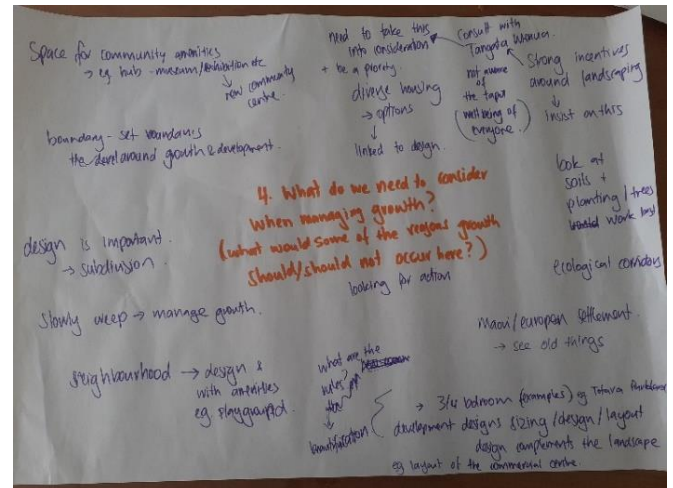 Space for community amenities
→ eg hub - museum/exhibition etc
↓
new community
centre.
need to take this
into consideration
+ be a priority.
diverse housing
→ options
↓
linked to design.
consult with
Tangata Whenua
not aware
of
the tapu
(well being of
everyone.)
Strong incentives
around landscaping
↓
Insist on this
boundary - set boundaries
the around growth & development.
look at
soils +
planting/trees
work best
4. What do we need to consider
when managing growth?
(what would some of the reasons growth
should/should not occur here?)
looking for action
design is important.
→ subdivision
ecological corridors
Slowly → manage growth.
Maori/european settlement.
→ see old things
Neighbourhood → design &
with amenities
eg. playground.
what are the
rules,
the
↓
beautification
→ 3/4 bdroom (examples) eg Totara
development designs sizing/design/layout
design complements the landscape
eg layout of the commercial centre.